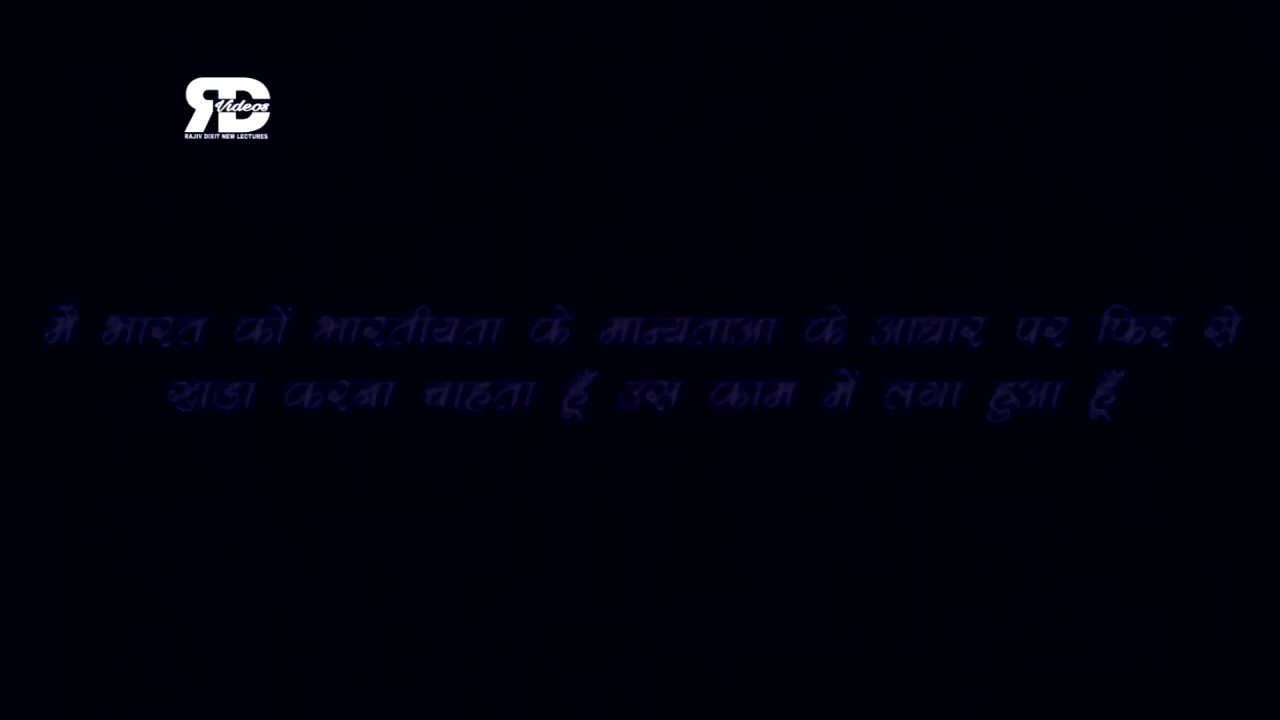 RD
Videos
RAJIV DIXIT NEW LECTURES
मै भारत कों भारतीयता के मान्यताआ के आधार पर फिर से
खडा करना चाहता हूँ उस काम में लगा हुआ हूँ